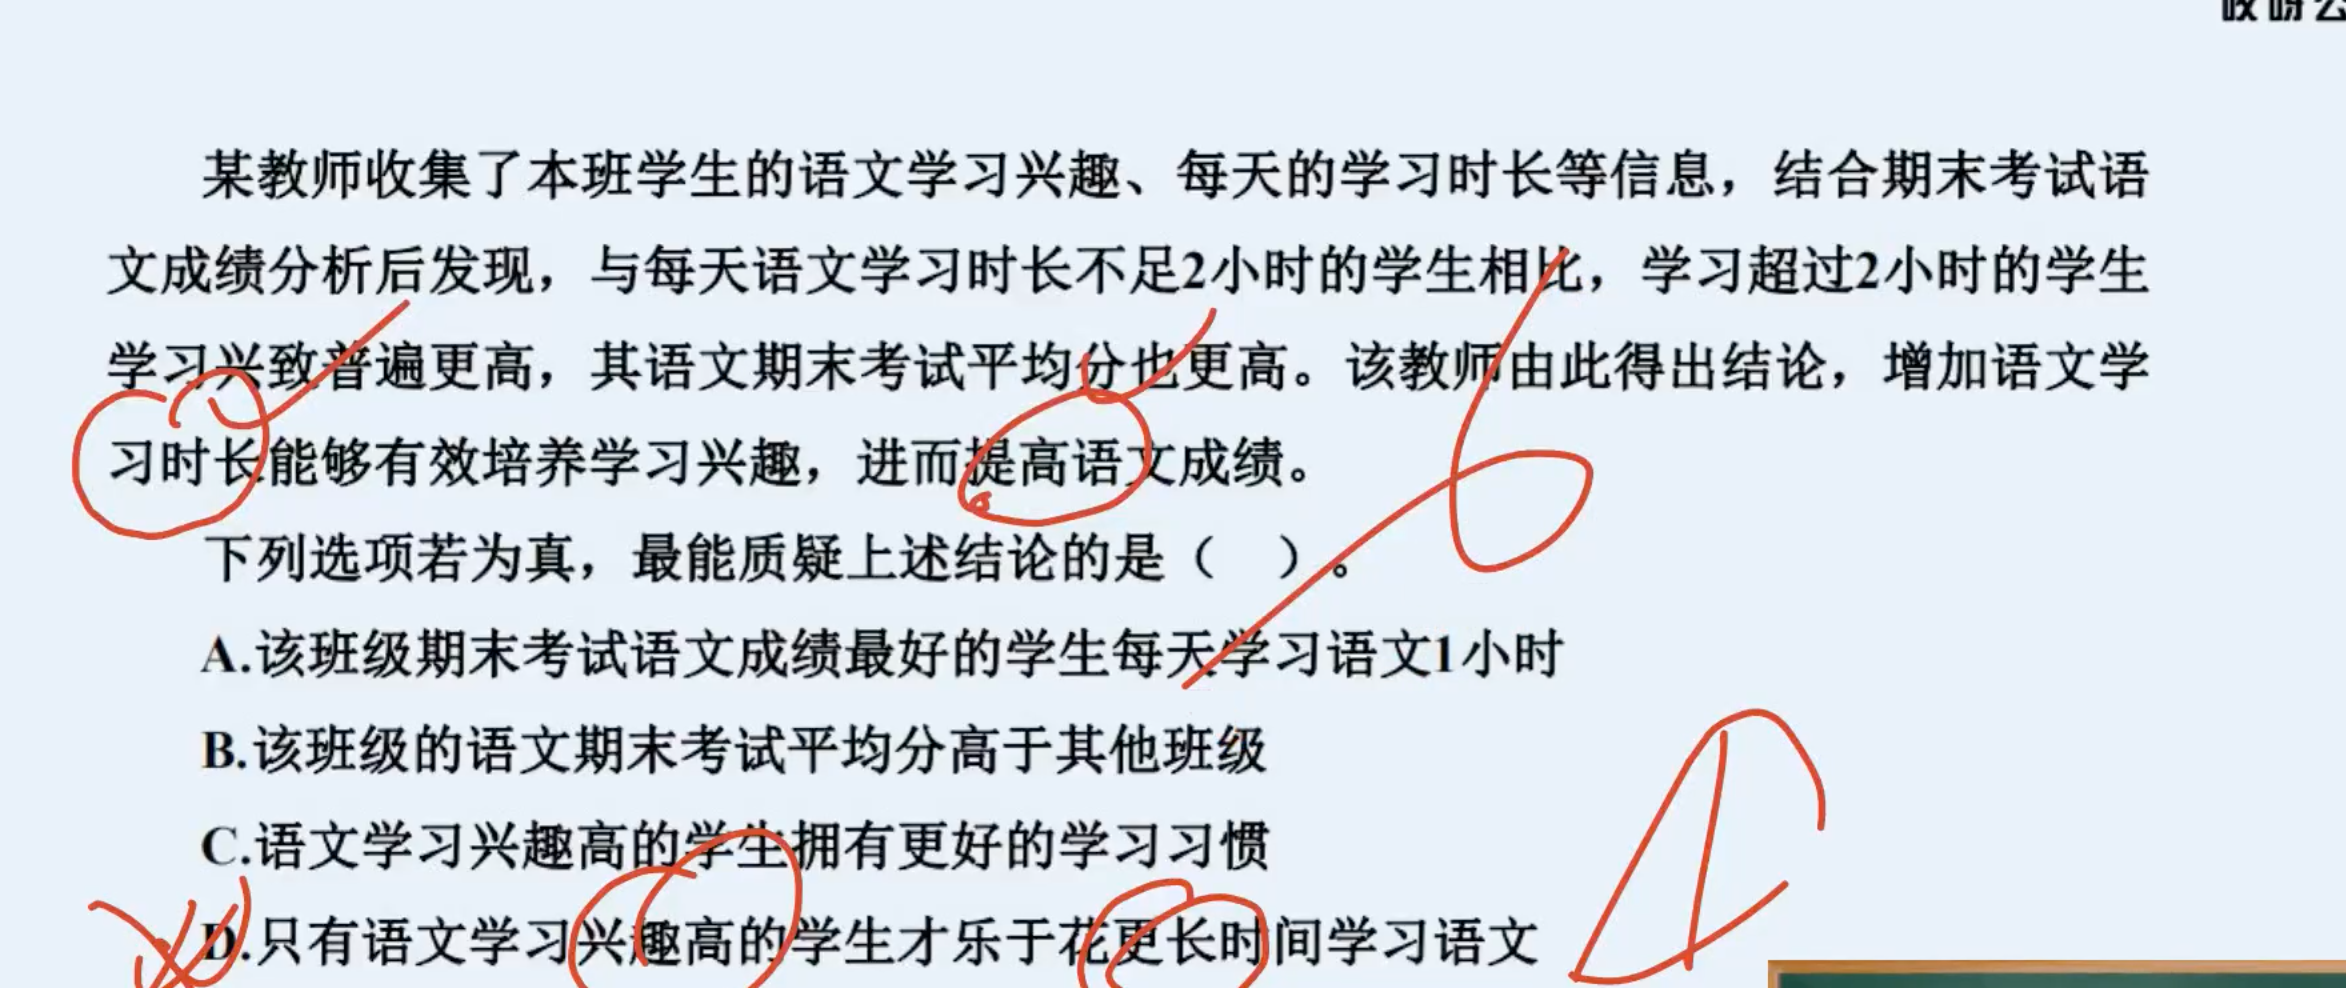 某教师收集了本班学生的语文学习兴趣、每天的学习时长等信息，结合期末考试语
文成绩分析后发现，与每天语文学习时长不足2小时的学生相比，学习超过2小时的学生
学习兴致普遍更高，其语文期末考试平均分也更高。该教师由此得出结论，增加语文学
习时长能够有效培养学习兴趣，进而提高语文成绩。
下列选项若为真，最能质疑上述结论的是（ ）。
A.该班级期末考试语文成绩最好的学生每天学习语文1小时
B.该班级的语文期末考试平均分高于其他班级
C.语文学习兴趣高的学生拥有更好的学习习惯
D.只有语文学习兴趣高的学生才乐于花更长时间学习语文